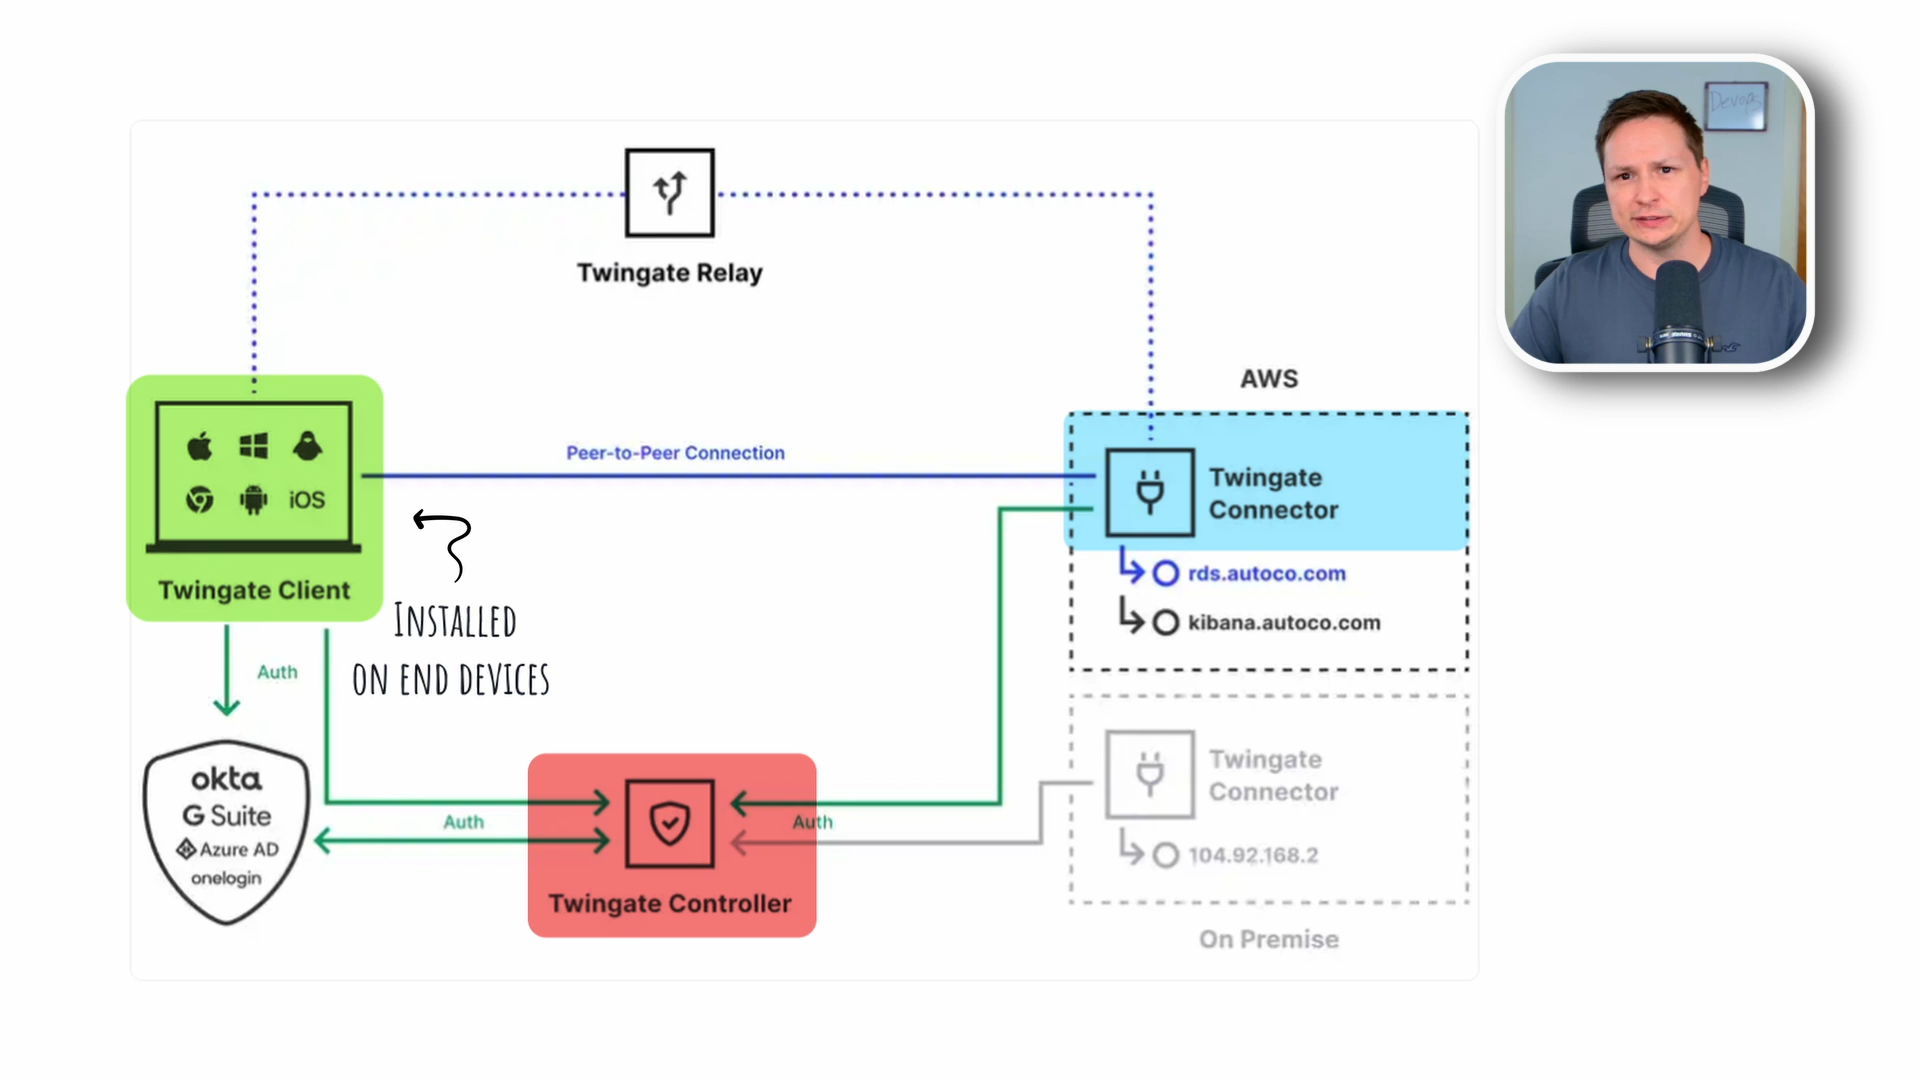 Devops
Twingate Relay
AWS
Peer-to-Peer Connection
iOS
Twingate
Connector
Twingate Client
rds.autoco.com
kibana.autoco.com
INSTALLED
ON END DEVICES
Auth
okta
G Suite
Azure AD
onelogin
Auth
Auth
Twingate Controller
Twingate
Connector
104.92.168.2
On Premise